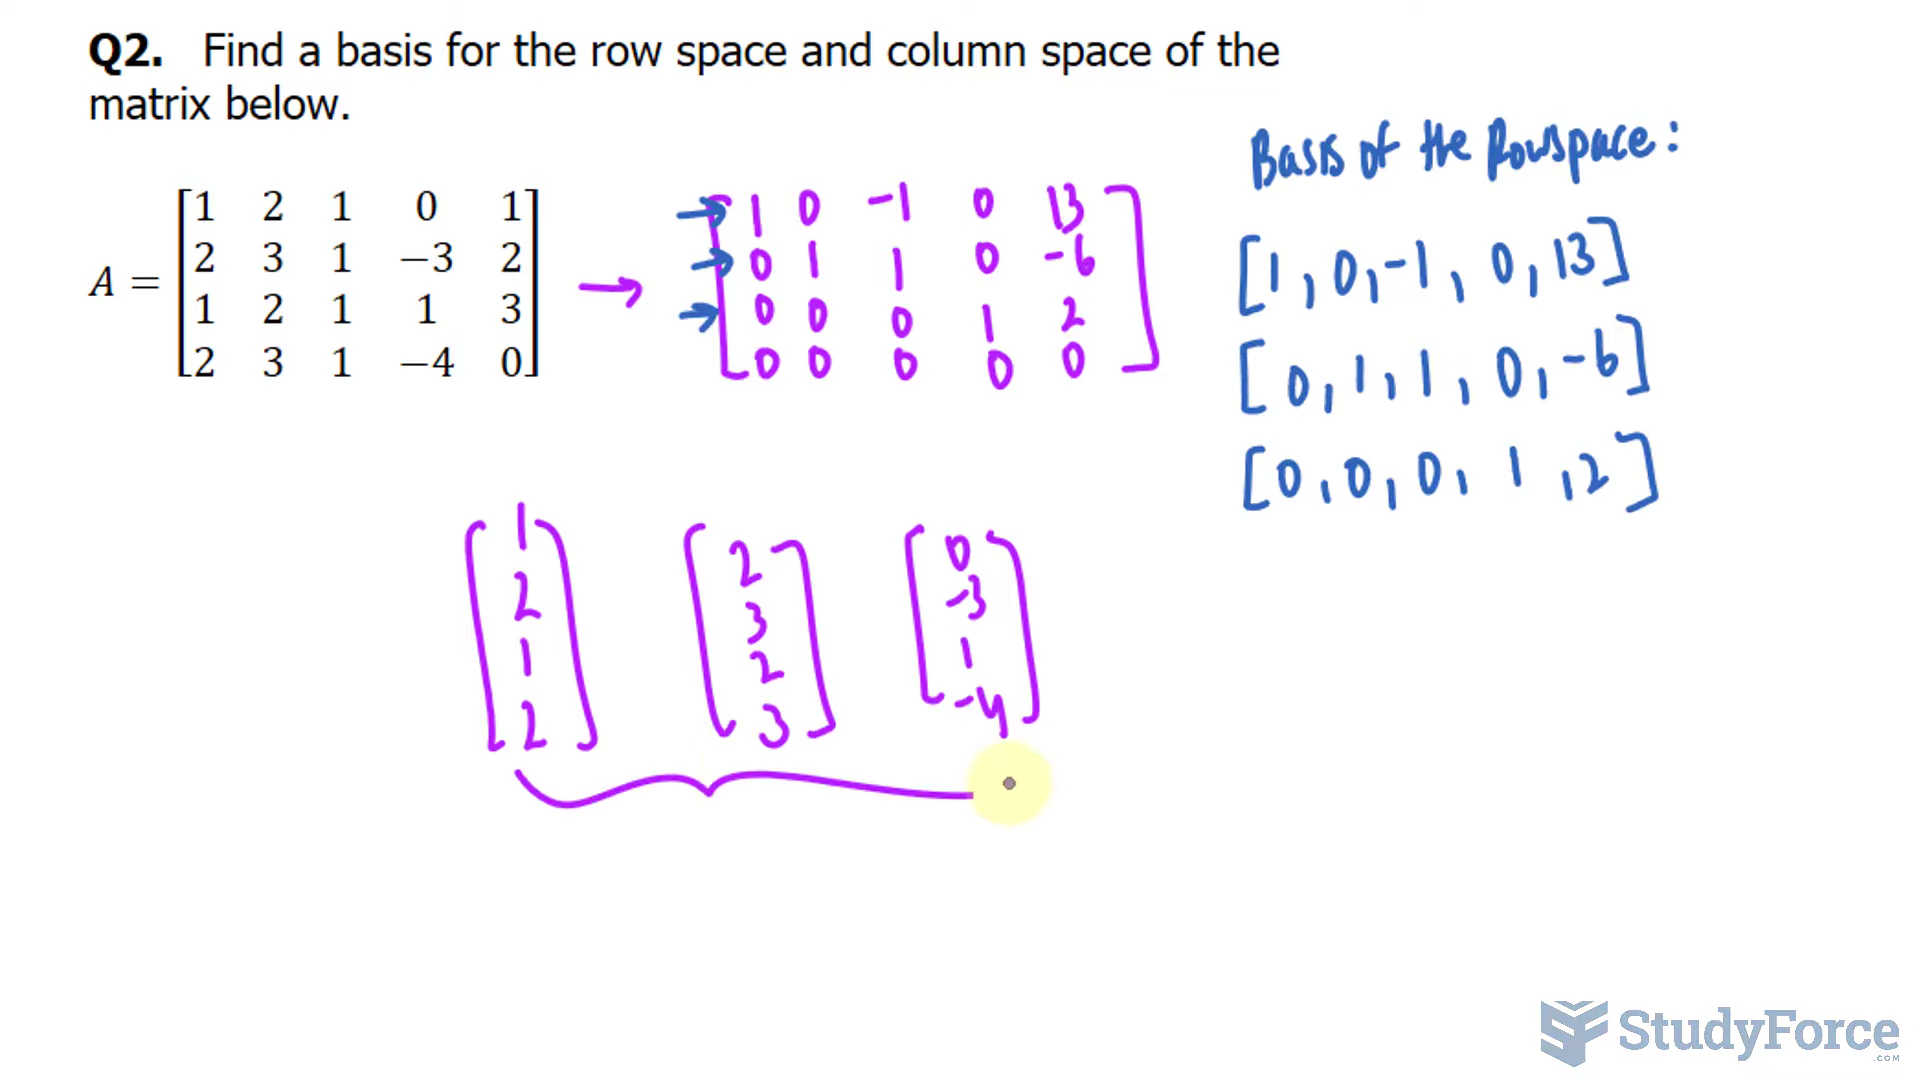 Q2. Find a basis for the row space and column space of the
matrix below.
Basis of the Rowspace:
A =
1 2 1 0 1
2 3 1 −3 2
1 2 1 1 3
2 3 1 −4 0
→
→ 1 0 -1 0 13
→ 0 1 1 0 -6
→ 0 0 0 1 2
0 0 0 0 0
[1, 0, -1, 0, 13]
[0, 1, 1, 0, -6]
[0, 0, 0, 1, 2]
1 2 0
2 3 -3
1 2 1
2 3 -4
StudyForce
.COM